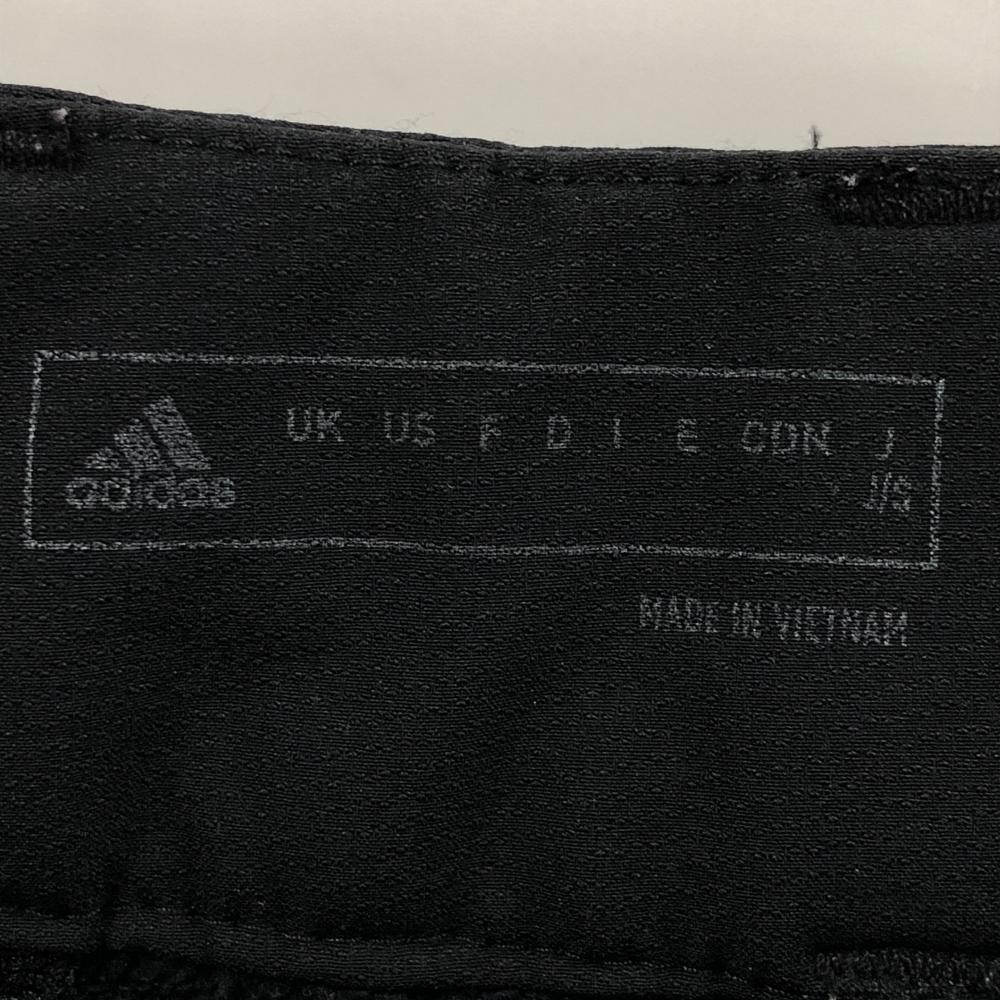 adidas
UK US F D I E CDN J
J/S
MADE IN VIETNAM